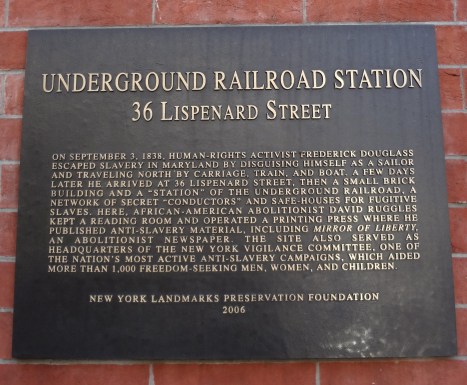 UNDERGROUND RAILROAD STATION
36 LISPENARD STREET
ON SEPTEMBER 3, 1838, HUMAN-RIGHTS ACTIVIST FREDERICK DOUGLASS
ESCAPED SLAVERY IN MARYLAND BY DISGUISING HIMSELF AS A SAILOR
AND TRAVELING NORTH BY CARRIAGE, TRAIN, AND BOAT. A FEW DAYS
LATER HE ARRIVED AT 36 LISPENARD STREET, THEN A SMALL BRICK
BUILDING AND A "STATION" OF THE UNDERGROUND RAILROAD, A
NETWORK OF SECRET "CONDUCTORS" AND SAFE-HOUSES FOR FUGITIVE
SLAVES. HERE, AFRICAN-AMERICAN ABOLITIONIST DAVID RUGGLES
KEPT A READING ROOM AND OPERATED A PRINTING PRESS WHERE HE
PUBLISHED ANTI-SLAVERY MATERIAL, INCLUDING MIRROR OF LIBERTY,
AN ABOLITIONIST NEWSPAPER. THE SITE ALSO SERVED AS
HEADQUARTERS OF THE NEW YORK VIGILANCE COMMITTEE, ONE OF
THE NATION'S MOST ACTIVE ANTI-SLAVERY CAMPAIGNS, WHICH AIDED
MORE THAN 1,000 FREEDOM-SEEKING MEN, WOMEN, AND CHILDREN.
NEW YORK LANDMARKS PRESERVATION FOUNDATION
2006